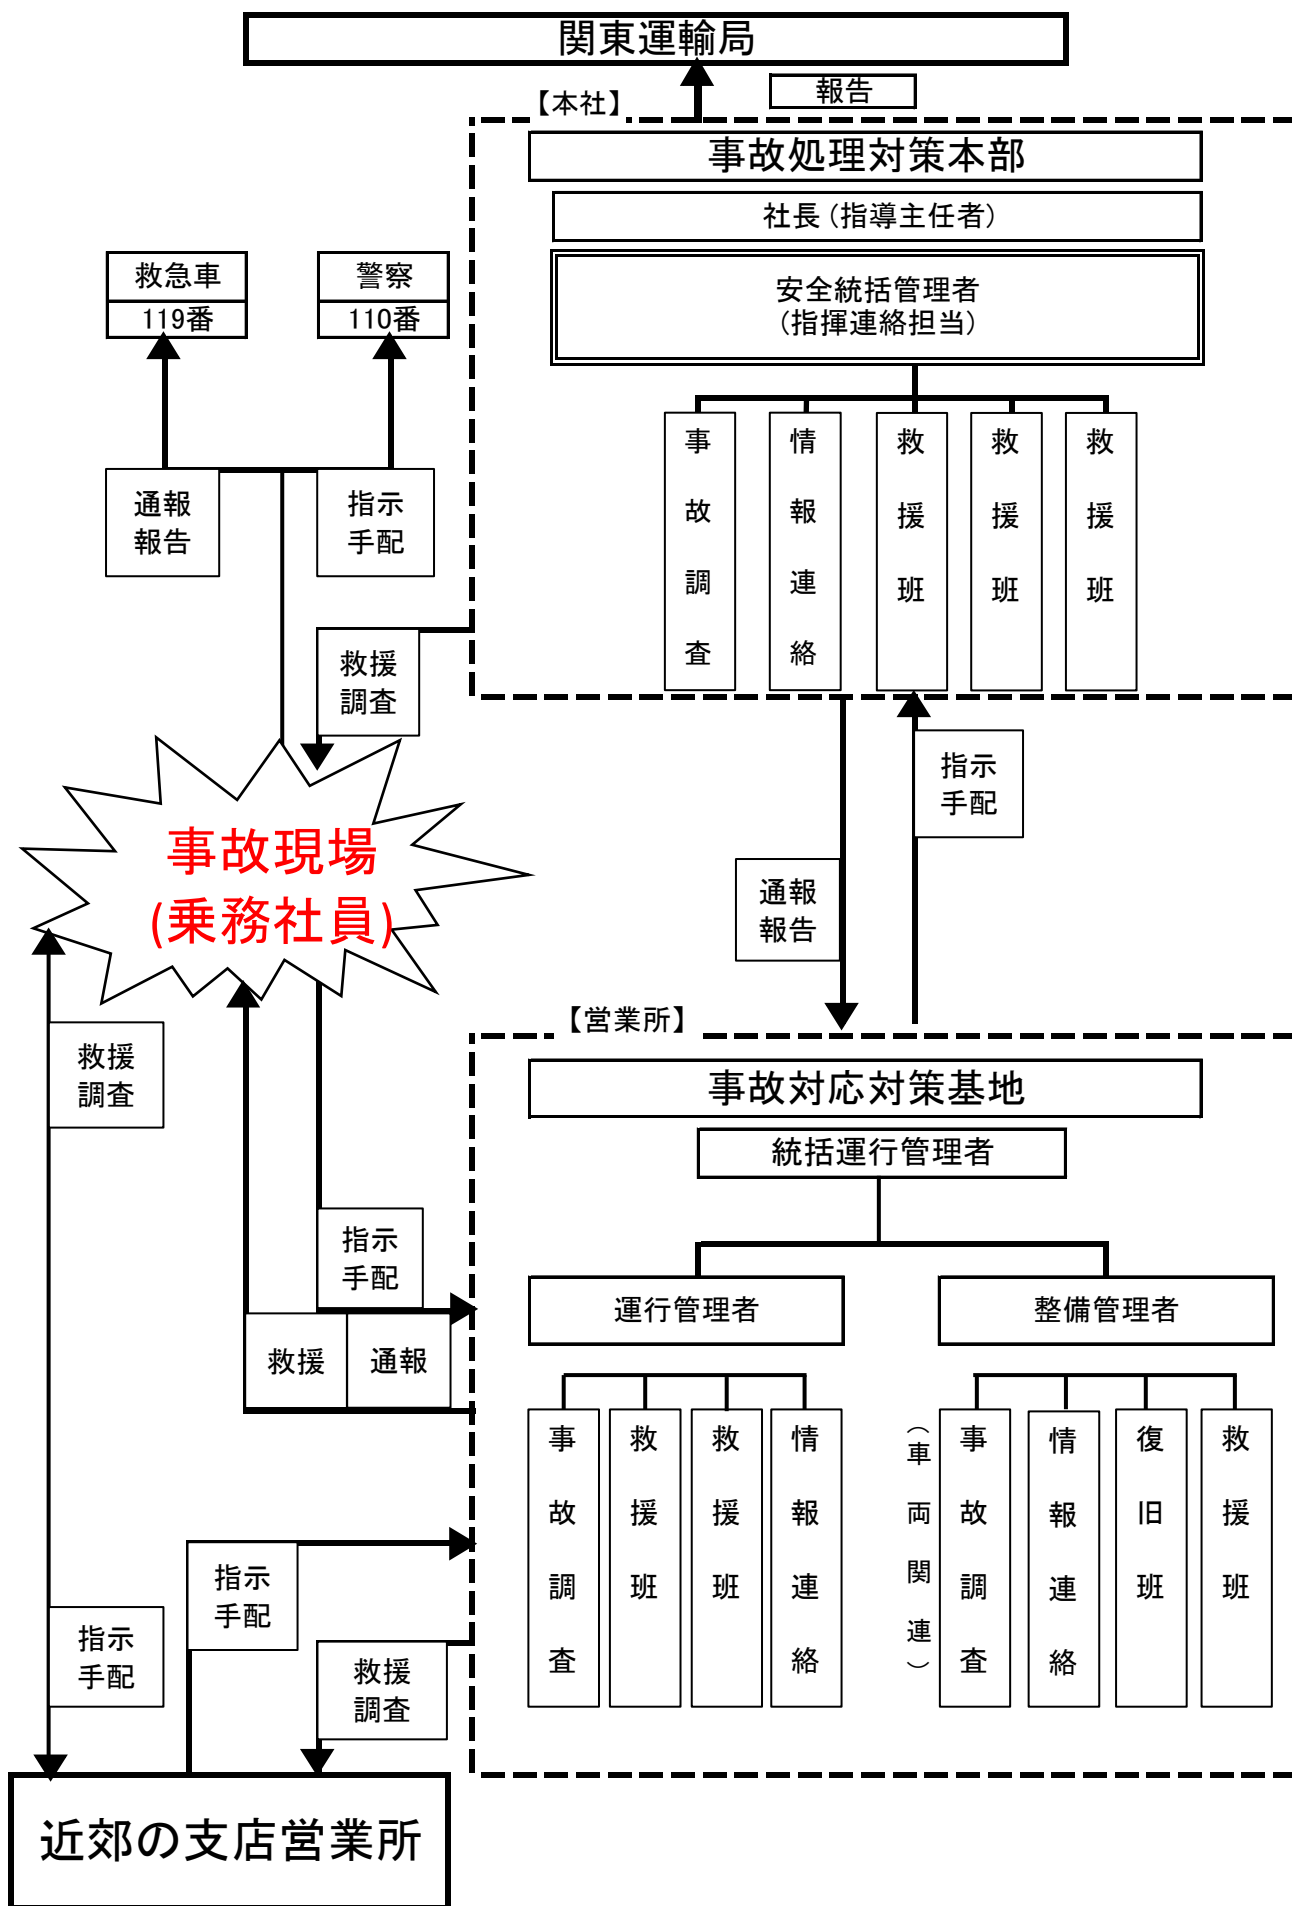 関東運輸局
報告
【本社】
事故処理対策本部
社長（指導主任者）
安全統括管理者
（指揮連絡担当）
救急車
119番
警察
110番
事故調査
情報連絡
救援班
救援班
救援班
通報
報告
指示
手配
救援
調査
指示
手配
事故現場
(乗務社員)
通報
報告
【営業所】
救援
調査
事故対応対策基地
統括運行管理者
指示
手配
運行管理者
整備管理者
救援
通報
事故調査
救援班
救援班
情報連絡
（車両関連）
事故調査
情報連絡
復旧班
救援班
指示
手配
指示
手配
救援
調査
近郊の支店営業所